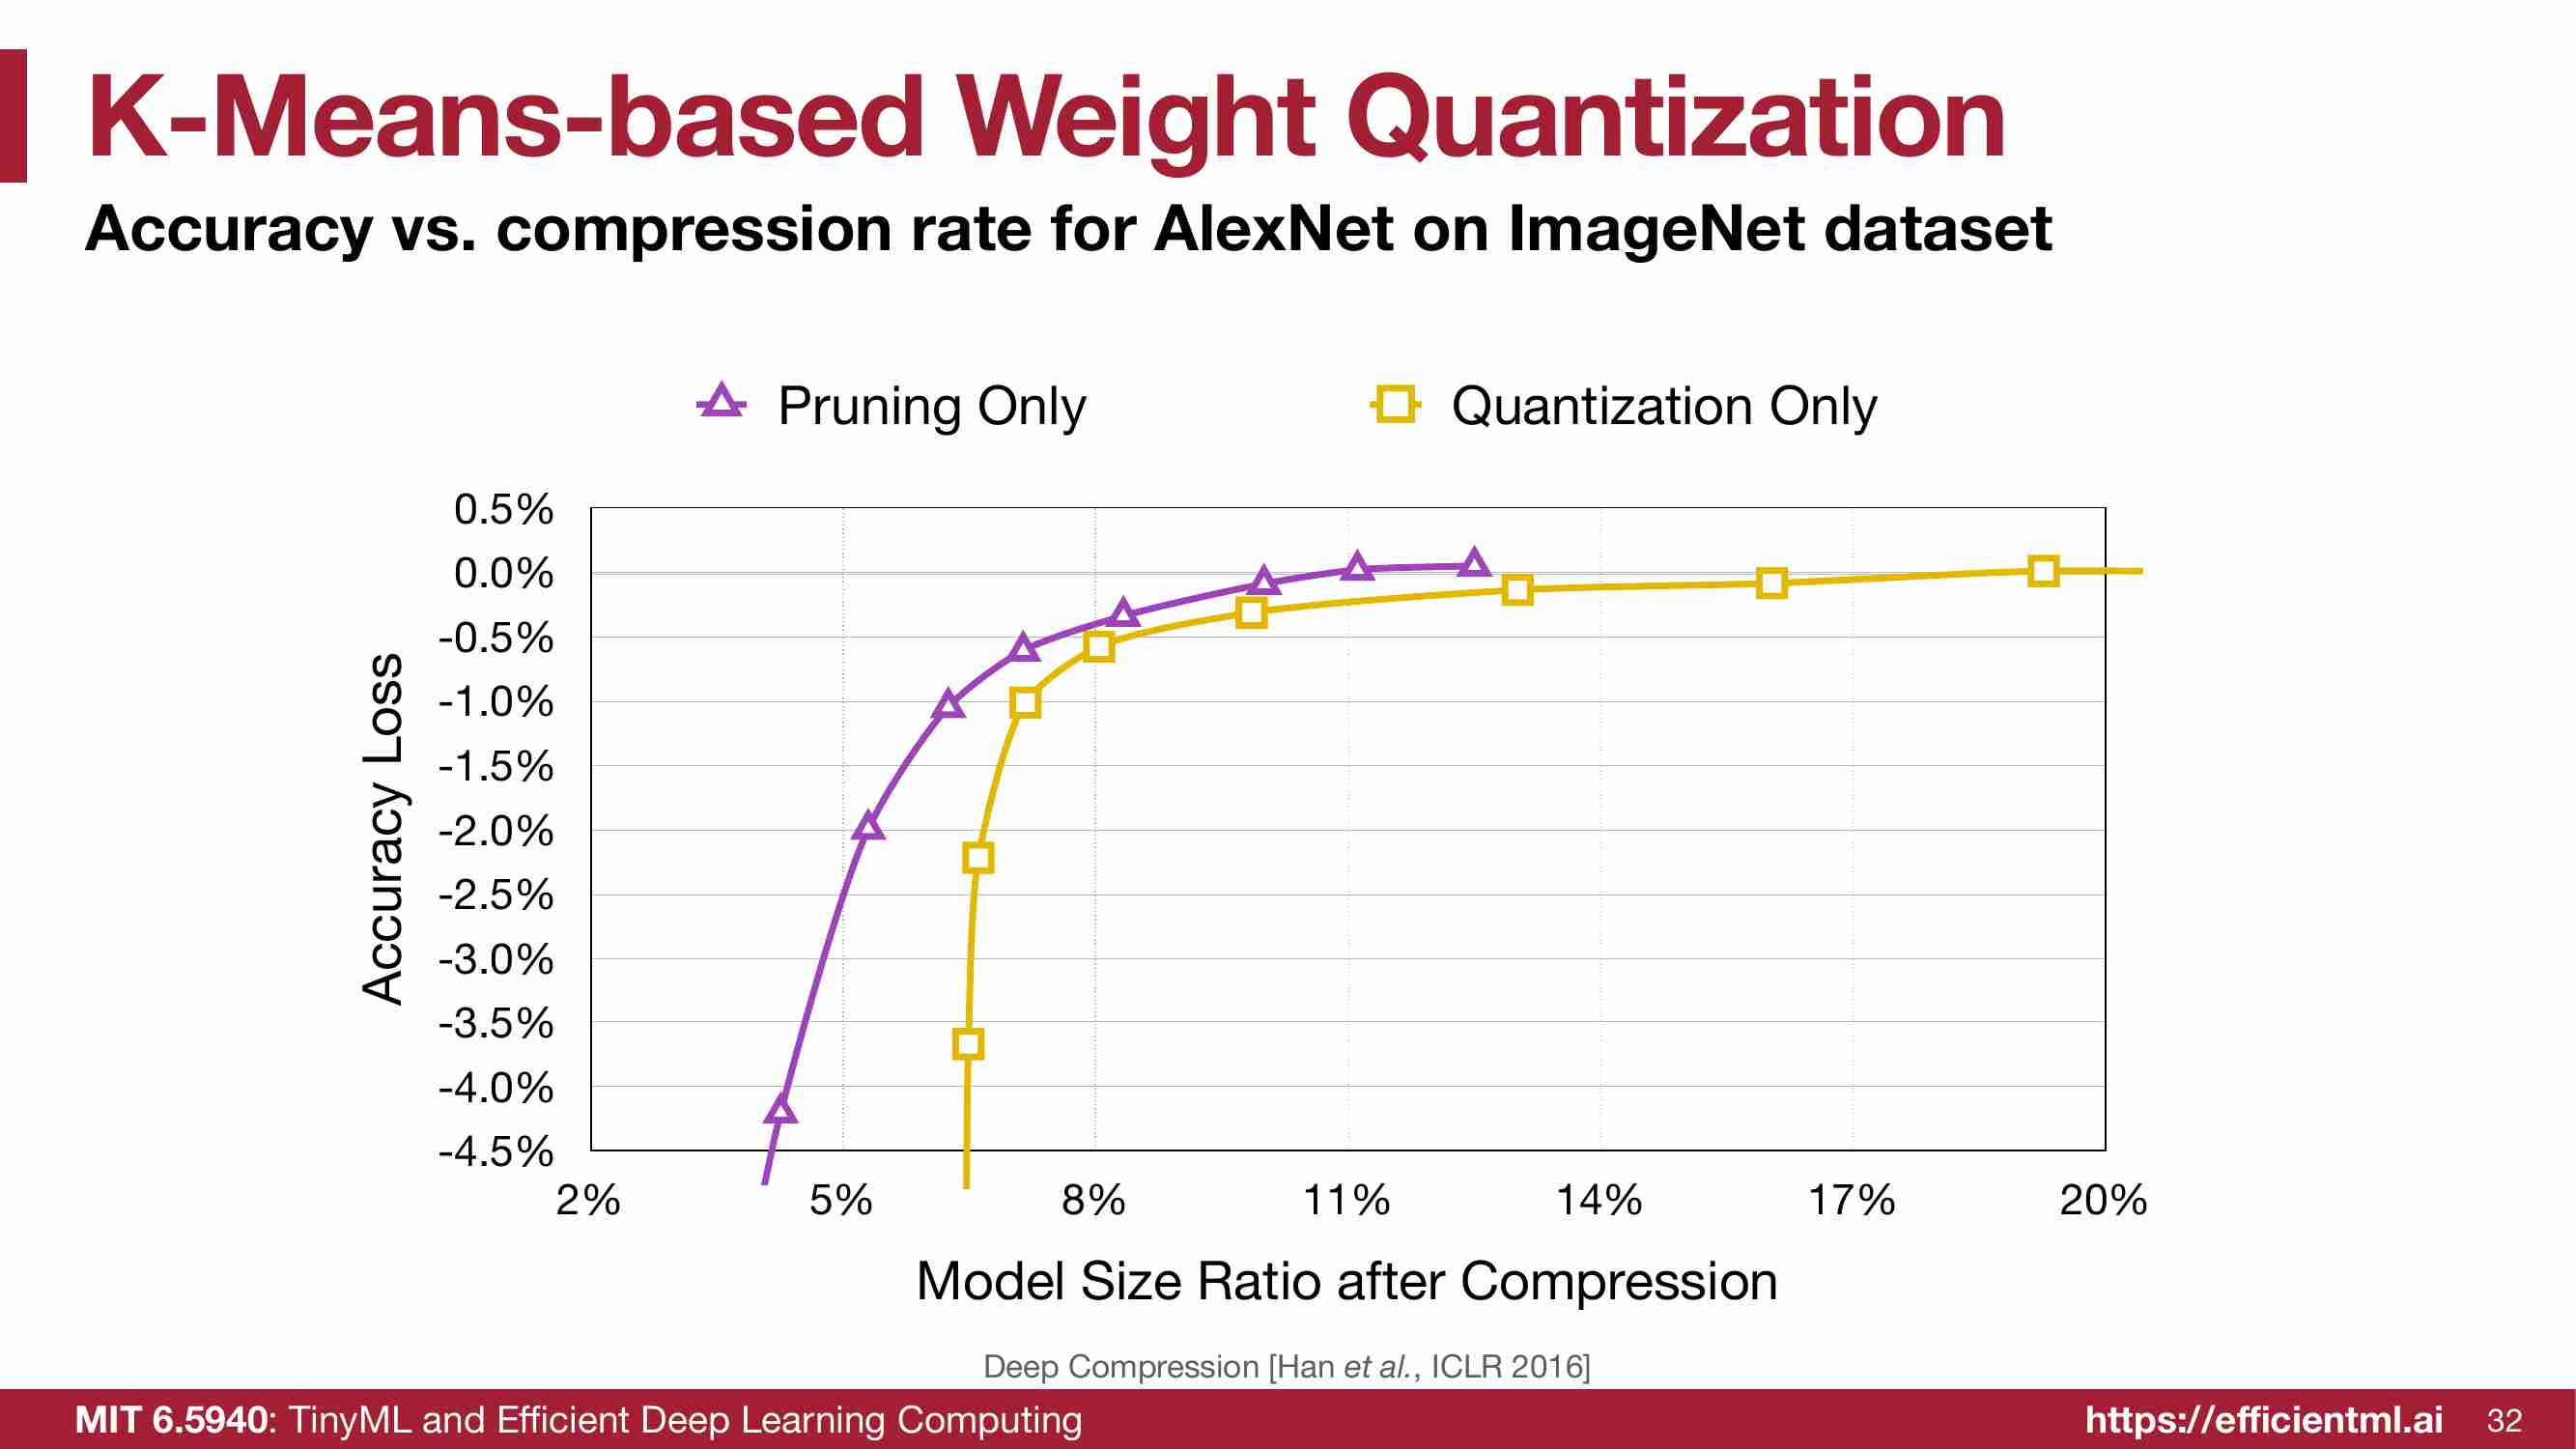 K-Means-based Weight Quantization
Accuracy vs. compression rate for AlexNet on ImageNet dataset
Pruning Only
Quantization Only
Accuracy Loss
0.5%
0.0%
-0.5%
-1.0%
-1.5%
-2.0%
-2.5%
-3.0%
-3.5%
-4.0%
-4.5%
2% 5% 8% 11% 14% 17% 20%
Model Size Ratio after Compression
Deep Compression [Han et al., ICLR 2016]
MIT 6.5940: TinyML and Efficient Deep Learning Computing
https://efficientml.ai 32